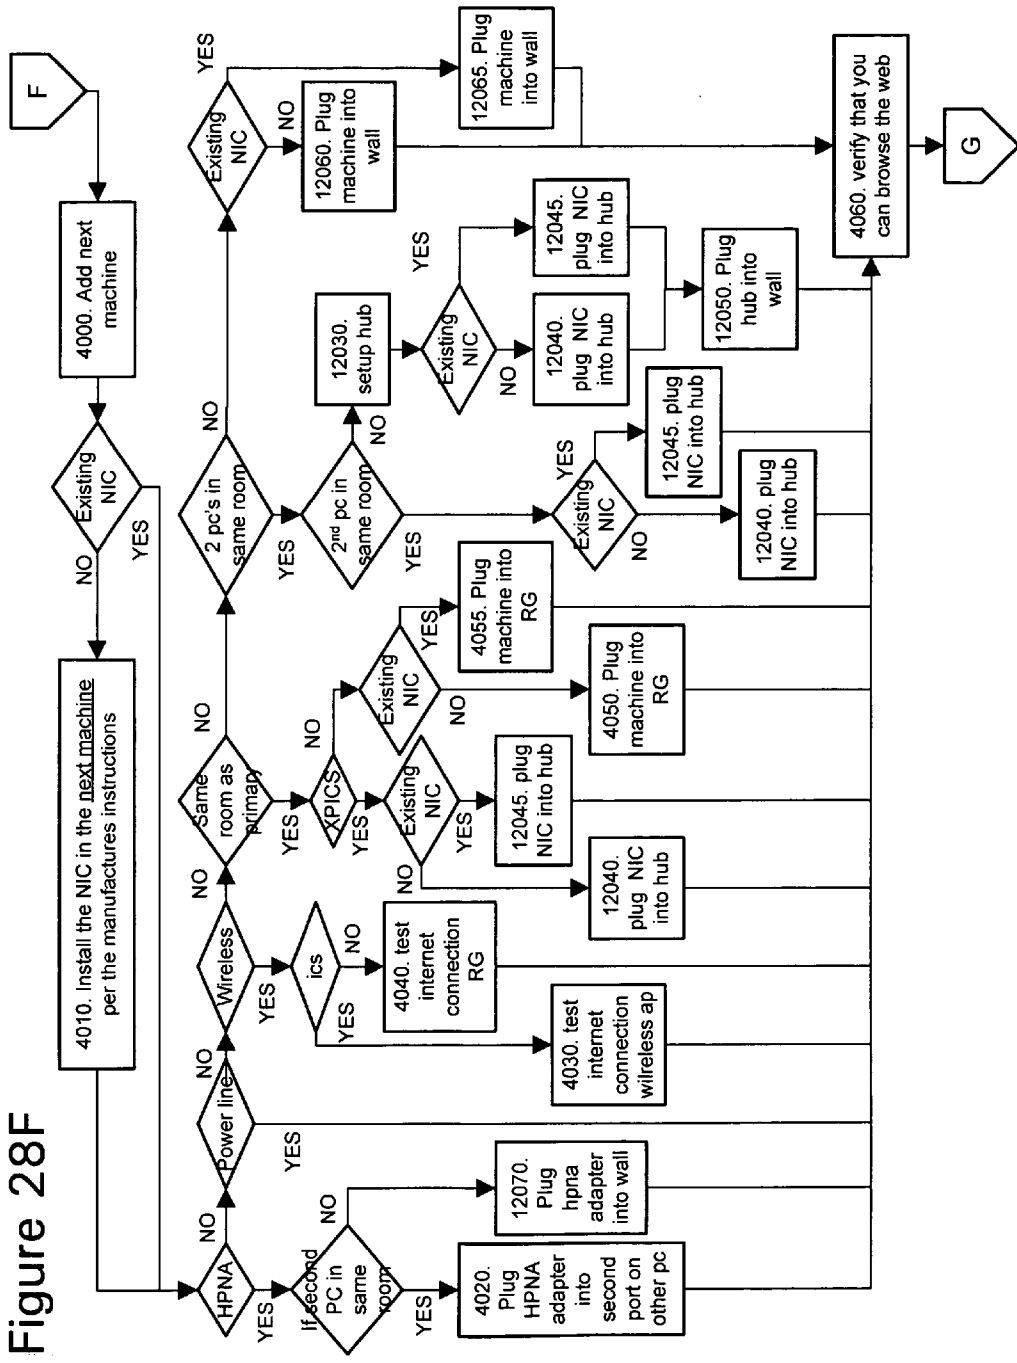 Figure 28F
F
4000. Add next
machine
Existing
NIC
NO
YES
4010. Install the NIC in the next machine
per the manufactures instructions
HPNA
NO
YES
If second
PC in
same
room
NO
YES
4020.
Plug
HPNA
adapter
into
second
port on
other pc
12070.
Plug
hpna
adapter
into wall
Power line
NO
YES
Wireless
NO
YES
ics
NO
YES
4040. test
internet
connection
RG
4030. test
internet
connection
wilreless ap
Same
room as
primary
NO
YES
XPICS
NO
YES
Existing
NIC
NO
YES
12040.
plug NIC
into hub
12045. plug
NIC into hub
Existing
NIC
YES
NO
4055. Plug
machine into
RG
4050. Plug
machine into
RG
2 pc's in
same room
NO
YES
2nd pc in
same room
NO
YES
Existing
NIC
YES
NO
12045. plug
NIC into hub
12040. plug
NIC into hub
12030.
setup hub
Existing
NIC
YES
NO
12040.
plug NIC
into hub
12045.
plug NIC
into hub
12050. Plug
hub into
wall
Existing
NIC
YES
NO
12060. Plug
machine into
wall
12065. Plug
machine
into wall
4060. verify that you
can browse the web
G